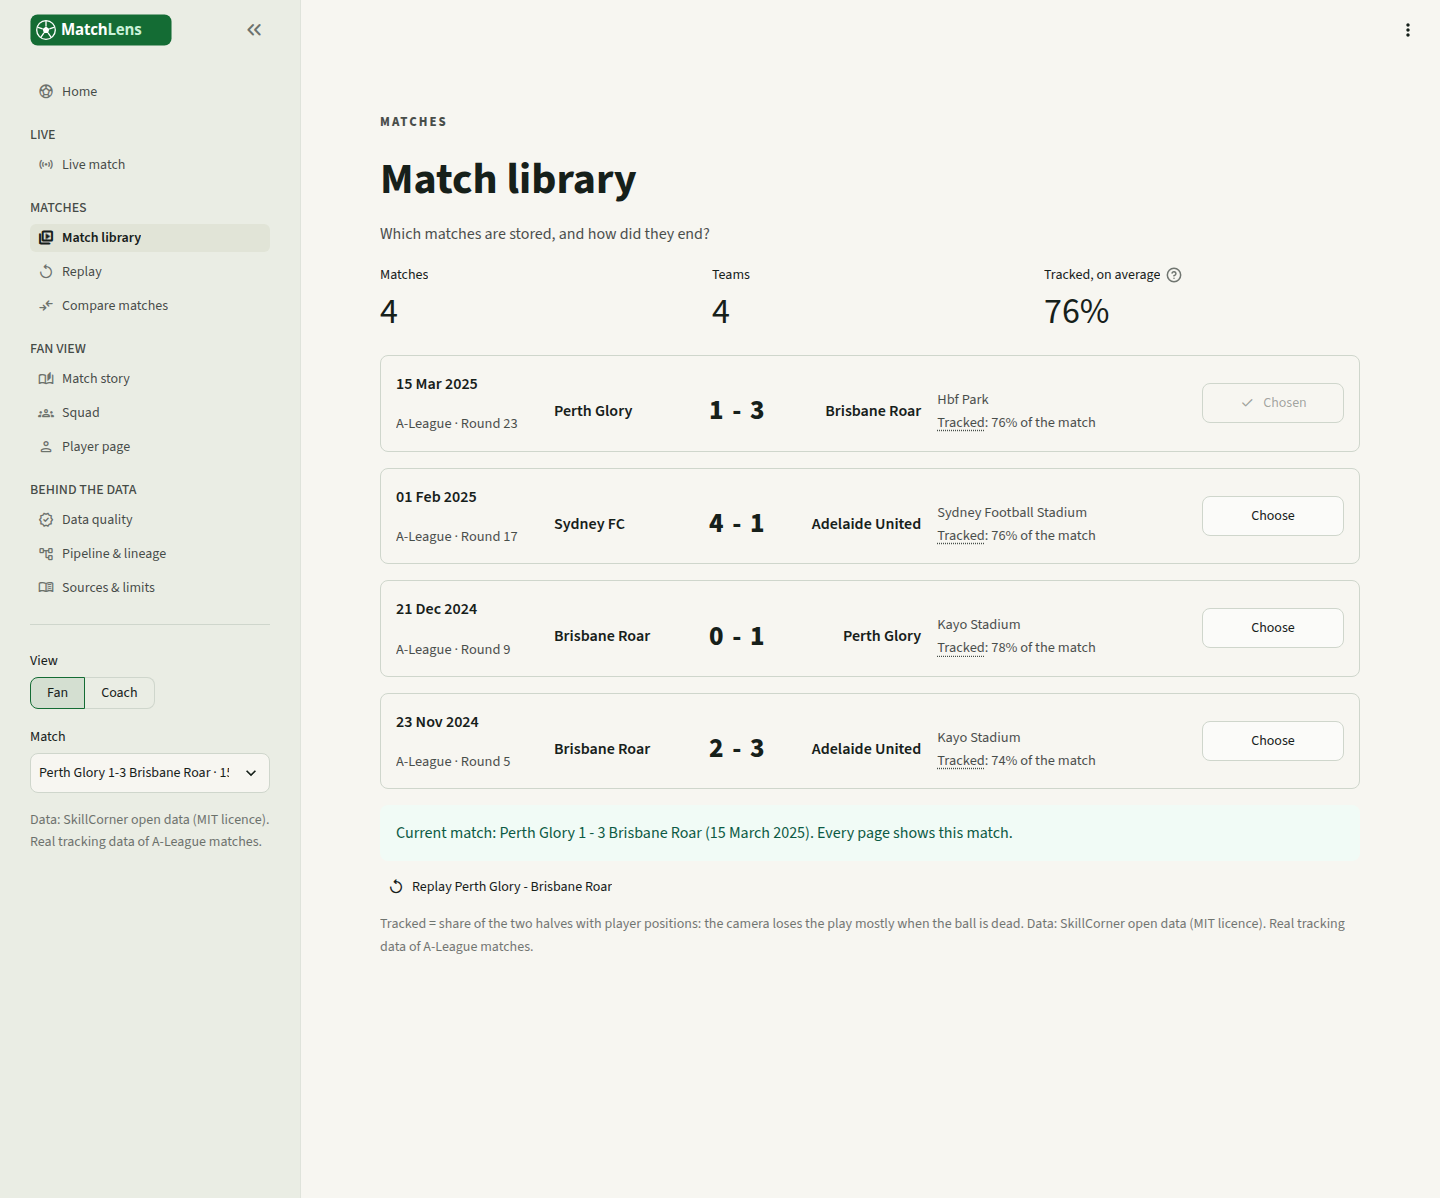 MatchLens
Home
LIVE
Live match
MATCHES
Match library
Replay
Compare matches
FAN VIEW
Match story
Squad
Player page
BEHIND THE DATA
Data quality
Pipeline & lineage
Sources & limits
View
Fan
Coach
Match
Perth Glory 1-3 Brisbane Roar · 1
Data: SkillCorner open data (MIT licence).
Real tracking data of A-League matches.
MATCHES
Match library
Which matches are stored, and how did they end?
Matches
4
Teams
4
Tracked, on average
76%
15 Mar 2025
A-League · Round 23
Perth Glory
1 - 3
Brisbane Roar
Hbf Park
Tracked: 76% of the match
Chosen
01 Feb 2025
A-League · Round 17
Sydney FC
4 - 1
Adelaide United
Sydney Football Stadium
Tracked: 76% of the match
Choose
21 Dec 2024
A-League · Round 9
Brisbane Roar
0 - 1
Perth Glory
Kayo Stadium
Tracked: 78% of the match
Choose
23 Nov 2024
A-League · Round 5
Brisbane Roar
2 - 3
Adelaide United
Kayo Stadium
Tracked: 74% of the match
Choose
Current match: Perth Glory 1 - 3 Brisbane Roar (15 March 2025). Every page shows this match.
Replay Perth Glory - Brisbane Roar
Tracked = share of the two halves with player positions: the camera loses the play mostly when the ball is dead. Data: SkillCorner open data (MIT licence). Real tracking
data of A-League matches.